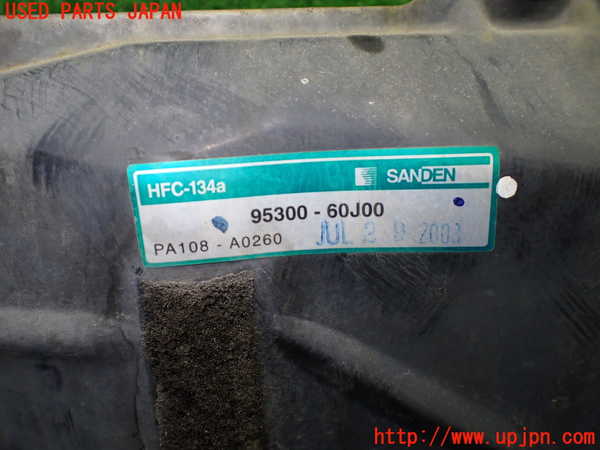 USED PARTS JAPAN
HFC-134a SANDEN
95300 - 60J00
PA108 - A0260 JUL 2 9 2003
http://www.upjpn.com/